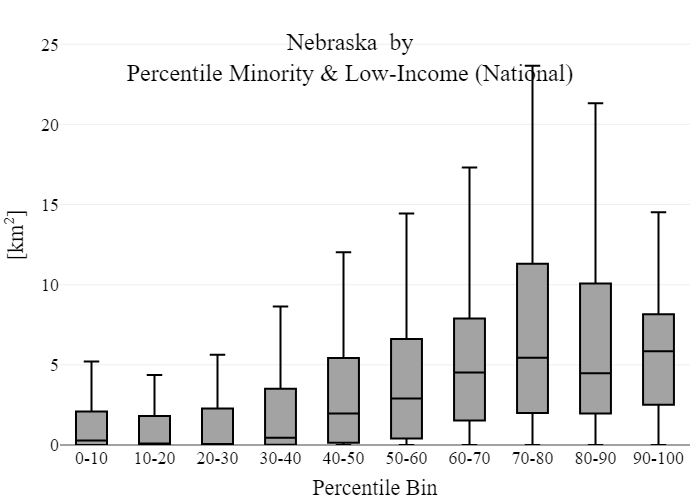 Nebraska by
Percentile Minority & Low-Income (National)
25
20
15
10
5
0
[km²]
0-10 10-20 20-30 30-40 40-50 50-60 60-70 70-80 80-90 90-100
Percentile Bin